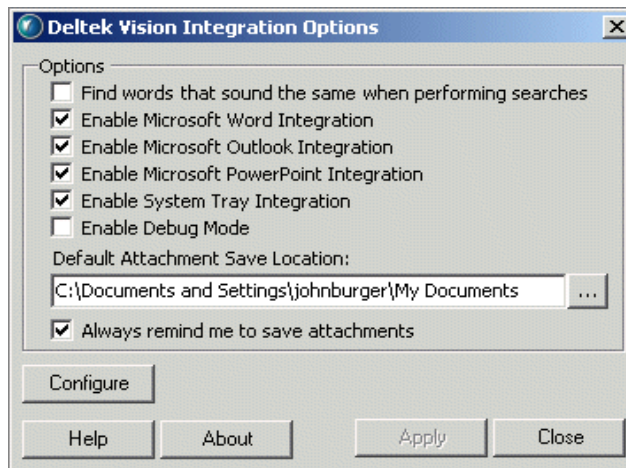 Deltek Vision Integration Options
Options
Find words that sound the same when performing searches
Enable Microsoft Word Integration
Enable Microsoft Outlook Integration
Enable Microsoft PowerPoint Integration
Enable System Tray Integration
Enable Debug Mode
Default Attachment Save Location:
C:\Documents and Settings\johnburger\My Documents ...
Always remind me to save attachments
Configure
Help About Apply Close